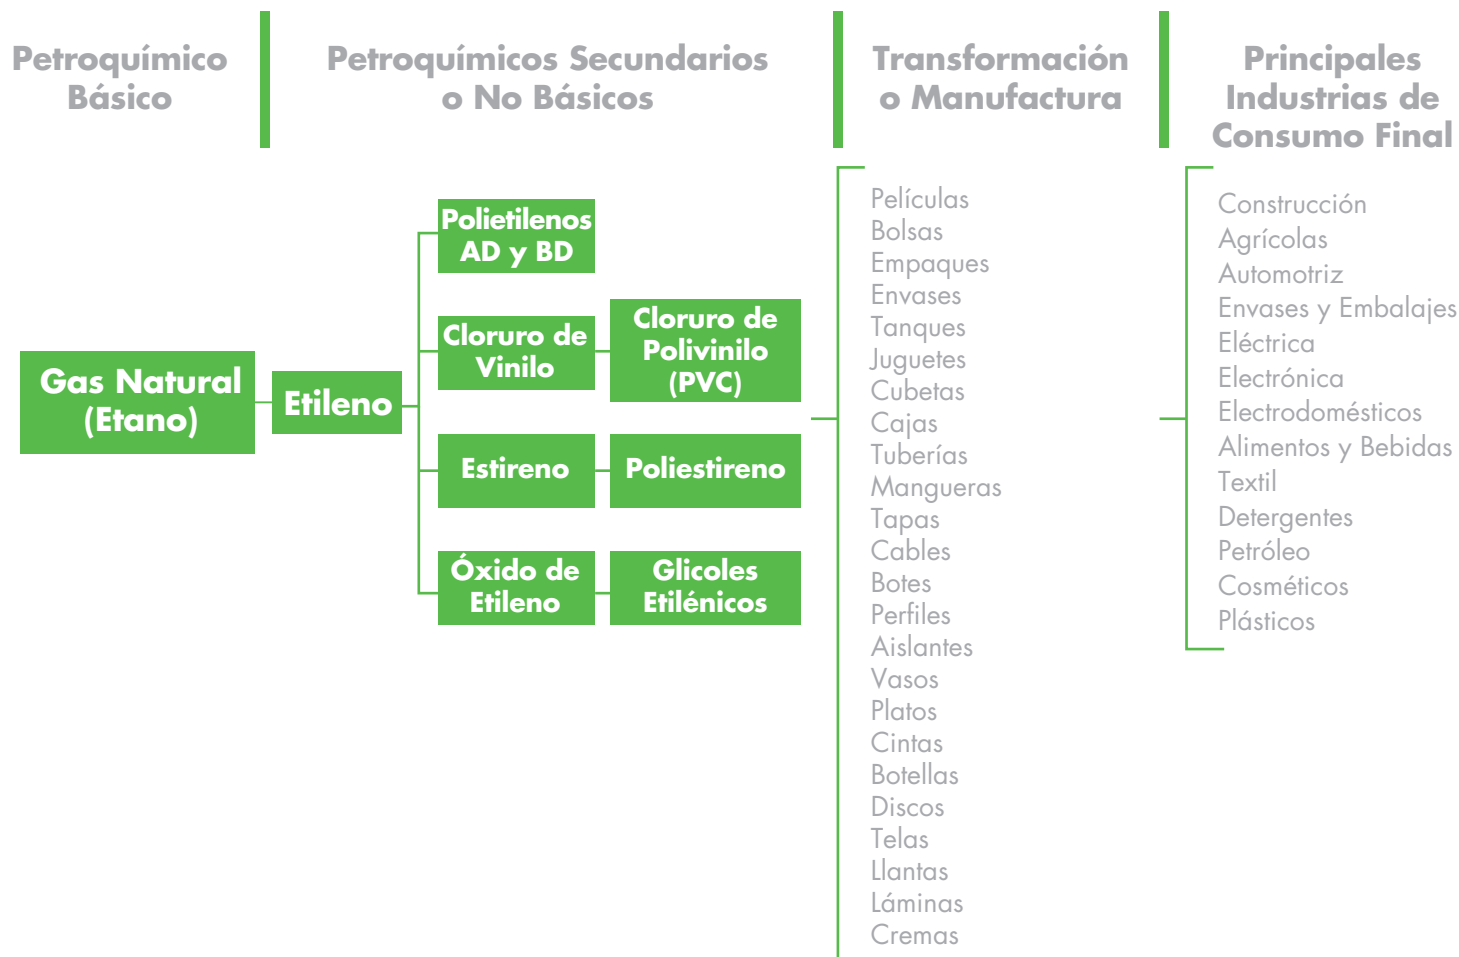 Petroquímico
Básico
Petroquímicos Secundarios
o No Básicos
Transformación
o Manufactura
Principales
Industrias de
Consumo Final
Gas Natural
(Etano)
Etileno
Polietilenos
AD y BD
Cloruro de
Vinilo
Cloruro de
Polivinilo
(PVC)
Estireno
Poliestireno
Óxido de
Etileno
Glicoles
Etilénicos
Películas
Bolsas
Empaques
Envases
Tanques
Juguetes
Cubetas
Cajas
Tuberías
Mangueras
Tapas
Cables
Botes
Perfiles
Aislantes
Vasos
Platos
Cintas
Botellas
Discos
Telas
Llantas
Láminas
Cremas
Construcción
Agrícolas
Automotriz
Envases y Embalajes
Eléctrica
Electrónica
Electrodomésticos
Alimentos y Bebidas
Textil
Detergentes
Petróleo
Cosméticos
Plásticos